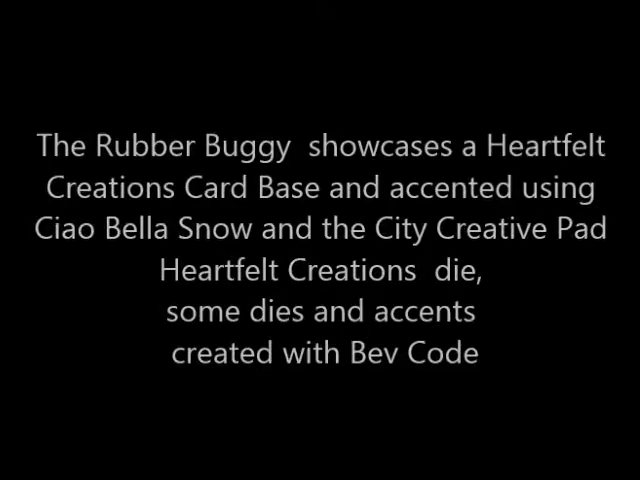 The Rubber Buggy  showcases a Heartfelt
Creations Card Base and accented using
Ciao Bella Snow and the City Creative Pad
Heartfelt Creations  die,
some dies and accents
created with Bev Code